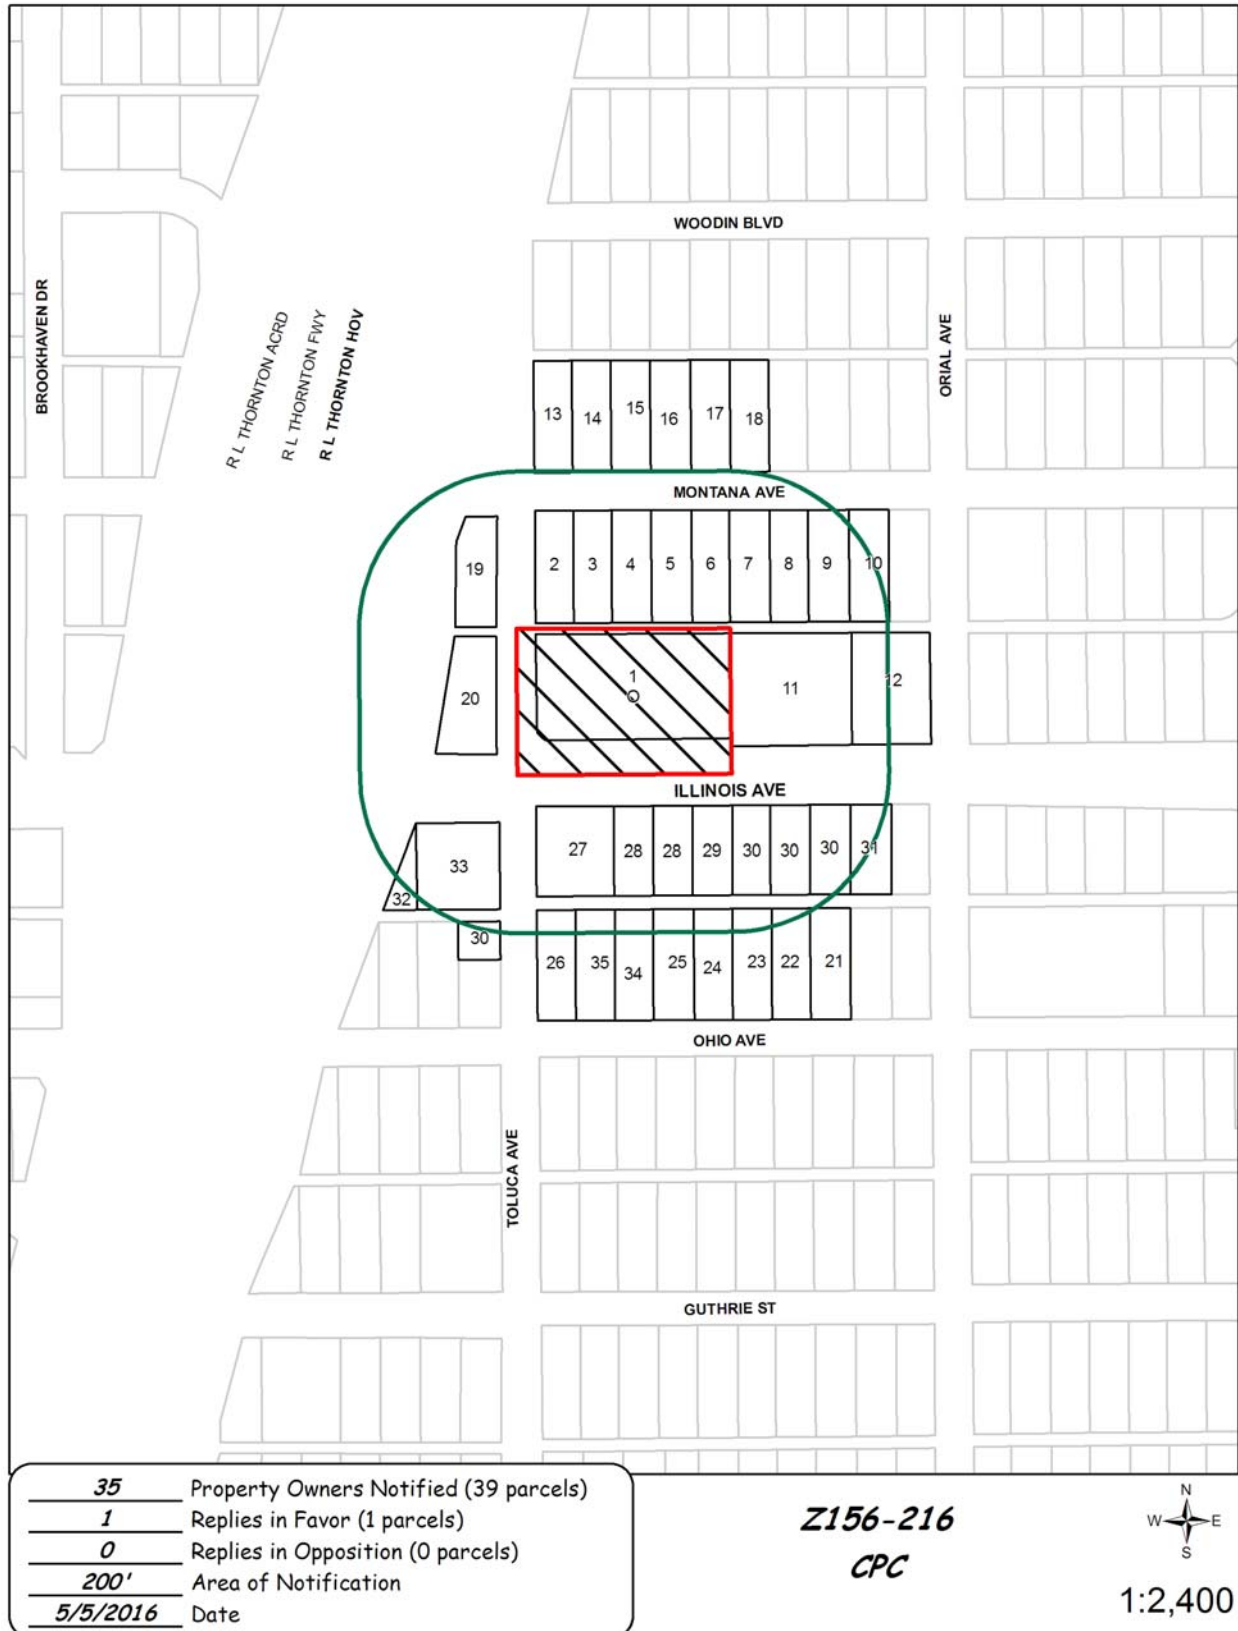 WOODIN BLVD
BROOKHAVEN DR
R L THORNTON ACRD
R L THORNTON FWY
R L THORNTON HOV
ORIAL AVE
13 14 15 16 17 18
MONTANA AVE
19 2 3 4 5 6 7 8 9 10
20 1 11 12
ILLINOIS AVE
33 27 28 28 29 30 30 30 31
32
30 26 35 34 25 24 23 22 21
OHIO AVE
TOLUCA AVE
GUTHRIE ST
35 Property Owners Notified (39 parcels)
1 Replies in Favor (1 parcels)
0 Replies in Opposition (0 parcels)
200' Area of Notification
5/5/2016 Date
Z156-216
CPC
N
W E
S
1:2,400